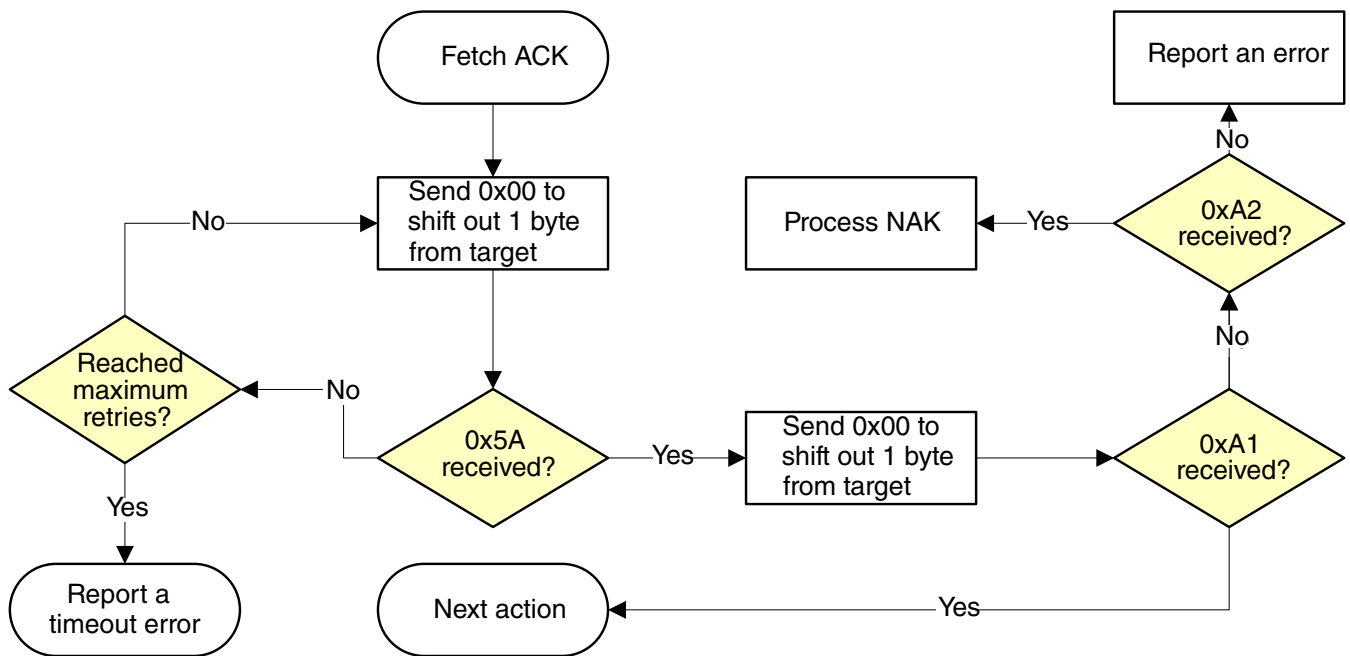 Fetch ACK
Report an error
No
Send 0x00 to
shift out 1 byte
from target
No
Process NAK
Yes
0xA2
received?
Reached
maximum
retries?
No
No
0x5A
received?
Yes
Send 0x00 to
shift out 1 byte
from target
0xA1
received?
Yes
Report a
timeout error
Next action
Yes